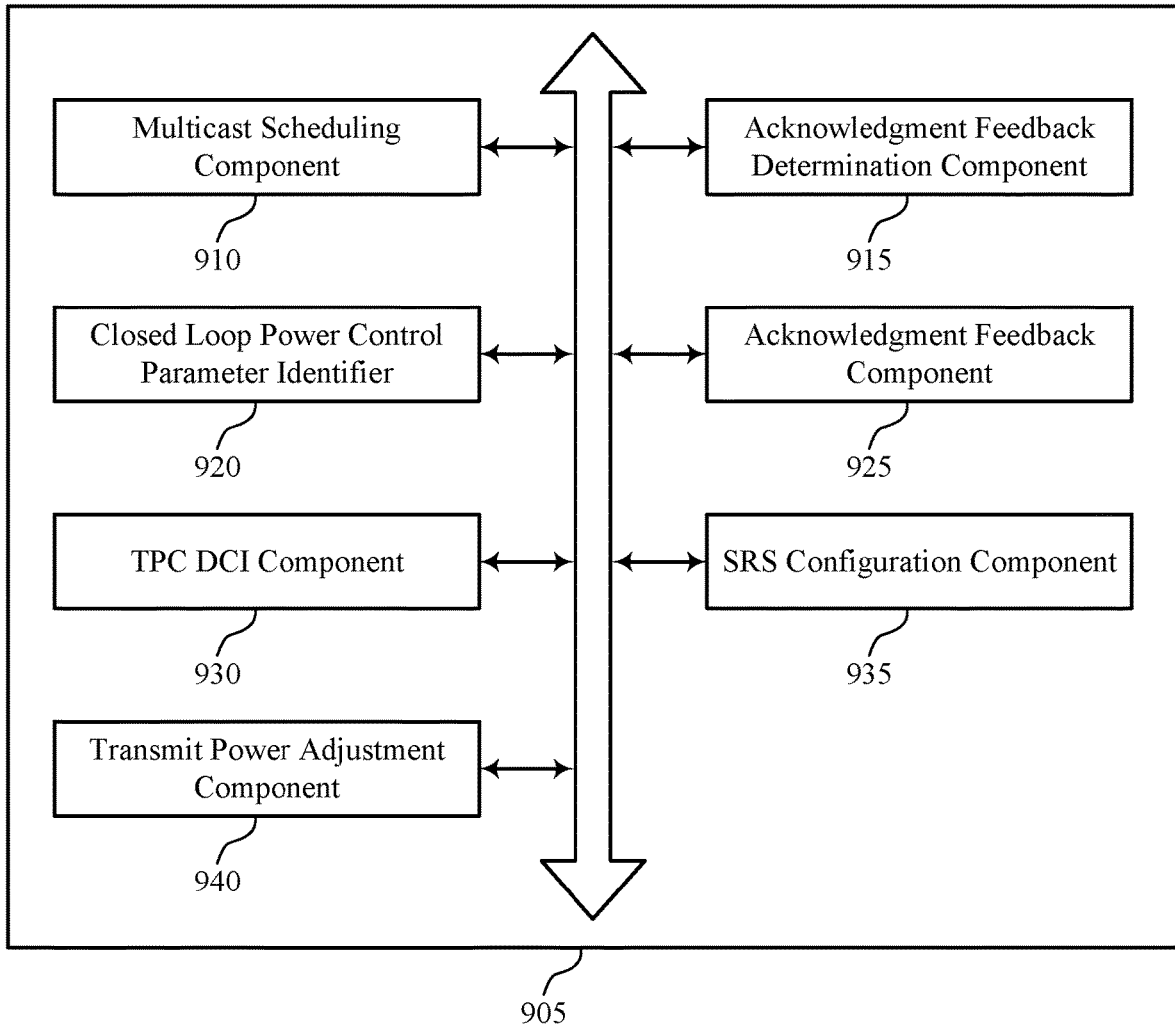 Multicast Scheduling
Component
910
Acknowledgment Feedback
Determination Component
915
Closed Loop Power Control
Parameter Identifier
920
Acknowledgment Feedback
Component
925
TPC DCI Component
930
SRS Configuration Component
935
Transmit Power Adjustment
Component
940
905